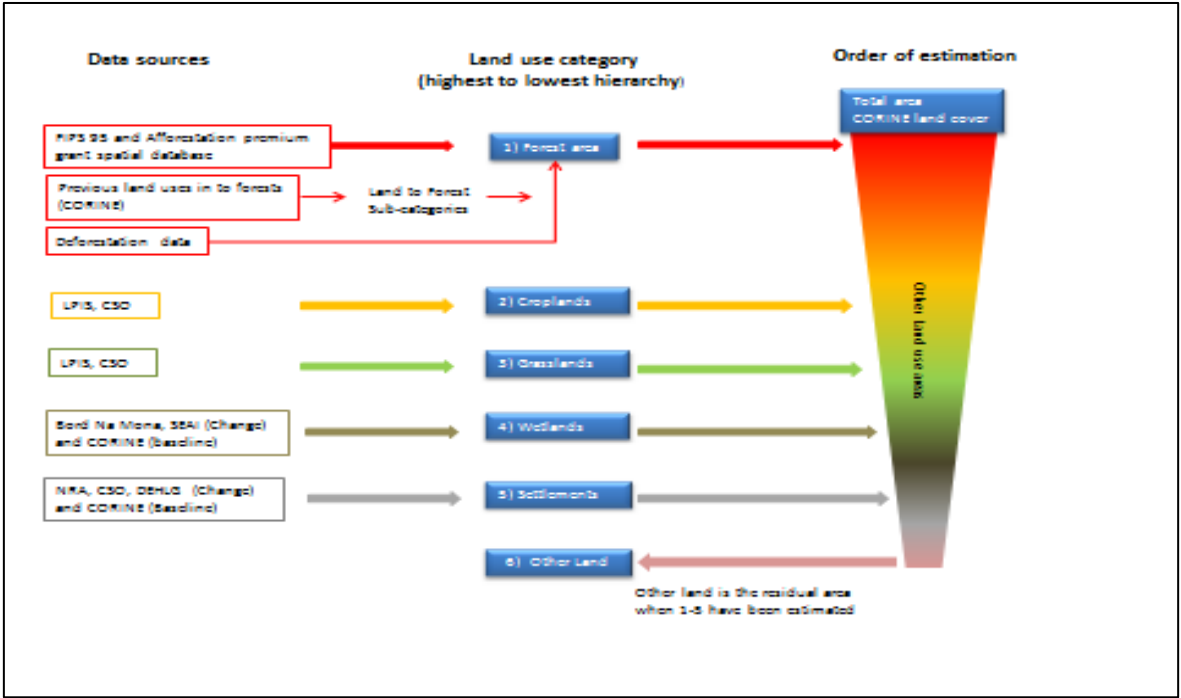 Data sources
Land use category
(highest to lowest hierarchy)
Order of estimation
Total area
CORINE land cover
FIPS 95 and Afforestation premium
grant spatial database
1) Forest area
Previous land uses in to forests
(CORINE)
Land to Forest
Sub-categories
Deforestation data
LPIS, CSO
2) Croplands
Other land use areas
LPIS, CSO
3) Grasslands
Bord Na Mona, SEAI (Change)
and CORINE (baseline)
4) Wetlands
NRA, CSO, DEHLG (Change)
and CORINE (Baseline)
5) Settlements
6) Other Land
Other land is the residual area
when 1-5 have been estimated